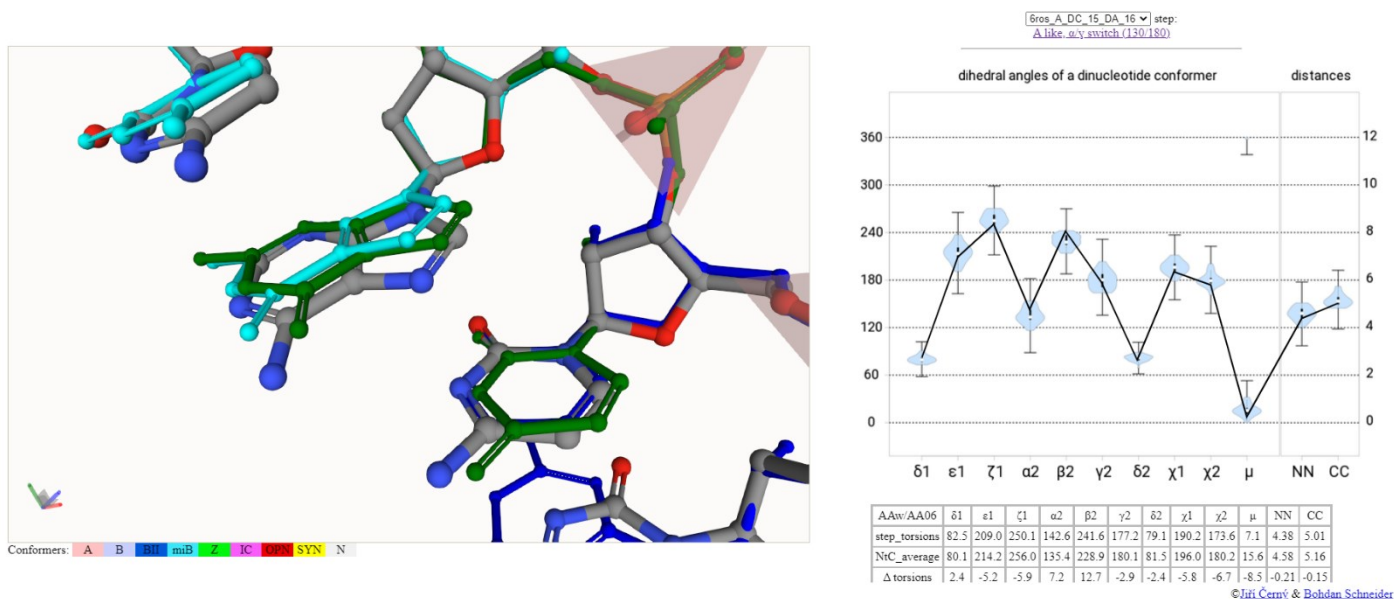 6ros_A_DC_15_DA_16 step:
A like, α/γ switch (130/180)
dihedral angles of a dinucleotide conformer distances
360 12
300 10
240 8
180 6
120 4
60 2
0 0
δ1 ε1 ζ1 α2 β2 γ2 δ2 χ1 χ2 μ NN CC
Conformers: A B BII miB Z IC OPN SYN N
AAw/AA06 δ1 ε1 ζ1 α2 β2 γ2 δ2 χ1 χ2 μ NN CC
step_torsions 82.5 209.0 250.1 142.6 241.6 177.2 79.1 190.2 173.6 7.1 4.38 5.01
NtC_average 80.1 214.2 256.0 135.4 228.9 180.1 81.5 196.0 180.2 15.6 4.58 5.16
Δ torsions 2.4 -5.2 -5.9 7.2 12.7 -2.9 -2.4 -5.8 -6.7 -8.5 -0.21 -0.15
©Jiří Černý & Bohdan Schneider